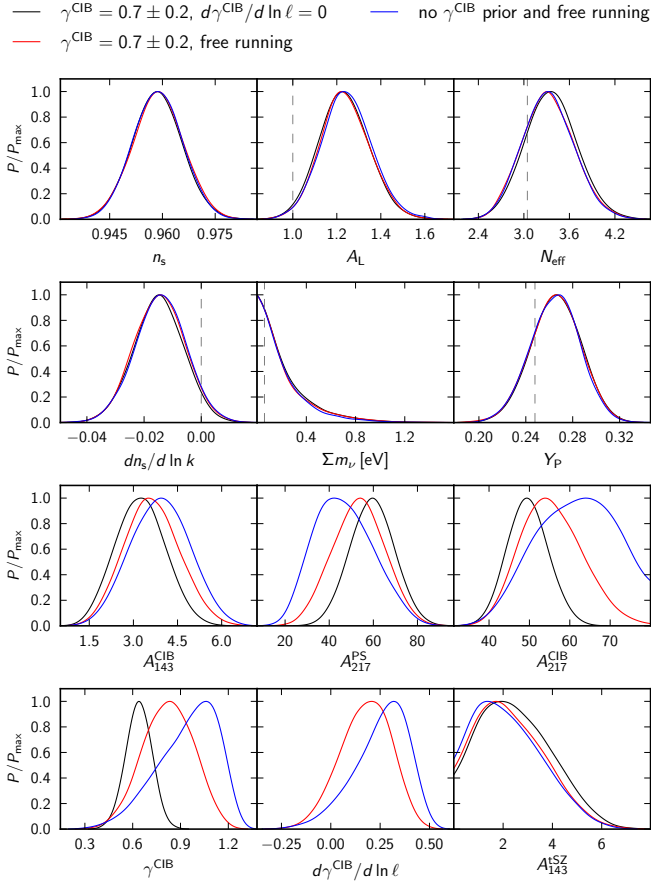 γ^CIB = 0.7 ± 0.2, dγ^CIB/d ln ℓ = 0
no γ^CIB prior and free running
γ^CIB = 0.7 ± 0.2, free running
P/P_max
1.0
0.8
0.6
0.4
0.2
0.0
0.945 0.960 0.975
n_s
1.0 1.2 1.4 1.6
A_L
2.4 3.0 3.6 4.2
N_eff
P/P_max
1.0
0.8
0.6
0.4
0.2
0.0
−0.04 −0.02 0.00
dn_s/d ln k
0.4 0.8 1.2
Σm_ν [eV]
0.20 0.24 0.28 0.32
Y_P
P/P_max
1.0
0.8
0.6
0.4
0.2
0.0
1.5 3.0 4.5 6.0
A_143^CIB
20 40 60 80
A_217^PS
40 50 60 70
A_217^CIB
P/P_max
1.0
0.8
0.6
0.4
0.2
0.0
0.3 0.6 0.9 1.2
γ^CIB
−0.25 0.00 0.25 0.50
dγ^CIB/d ln ℓ
2 4 6
A_143^tSZ